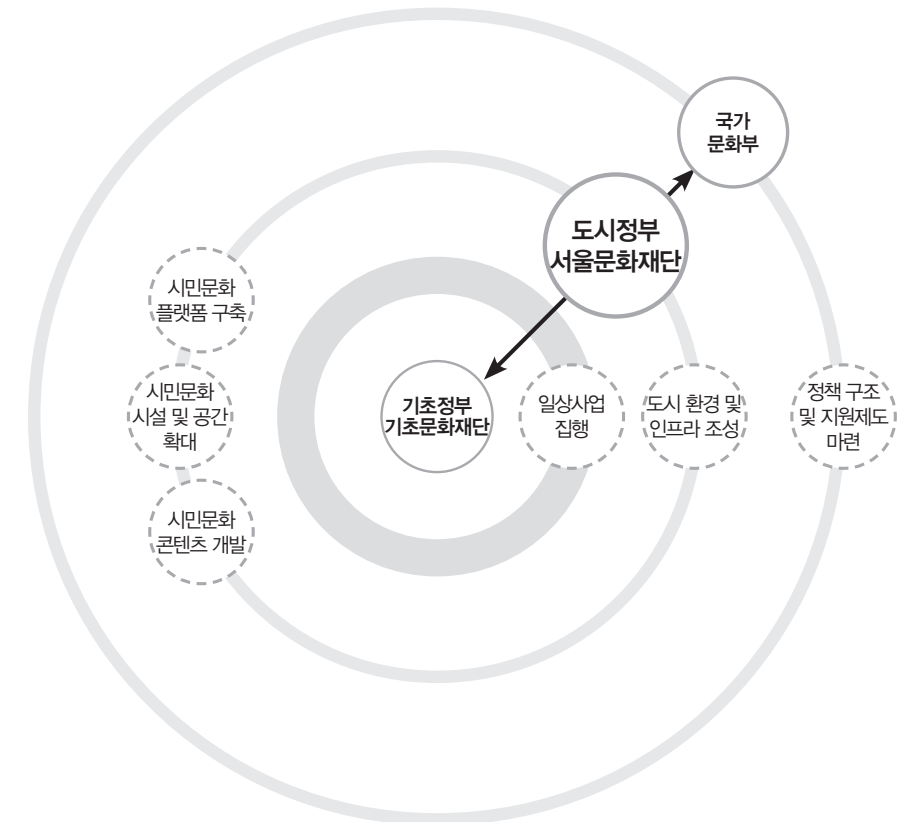 국가
문화부
도시정부
서울문화재단
시민문화
플랫폼 구축
시민문화
시설 및 공간
확대
시민문화
콘텐츠 개발
기초정부
기초문화재단
일상사업
집행
도시 환경 및
인프라 조성
정책 구조
및 지원제도
마련